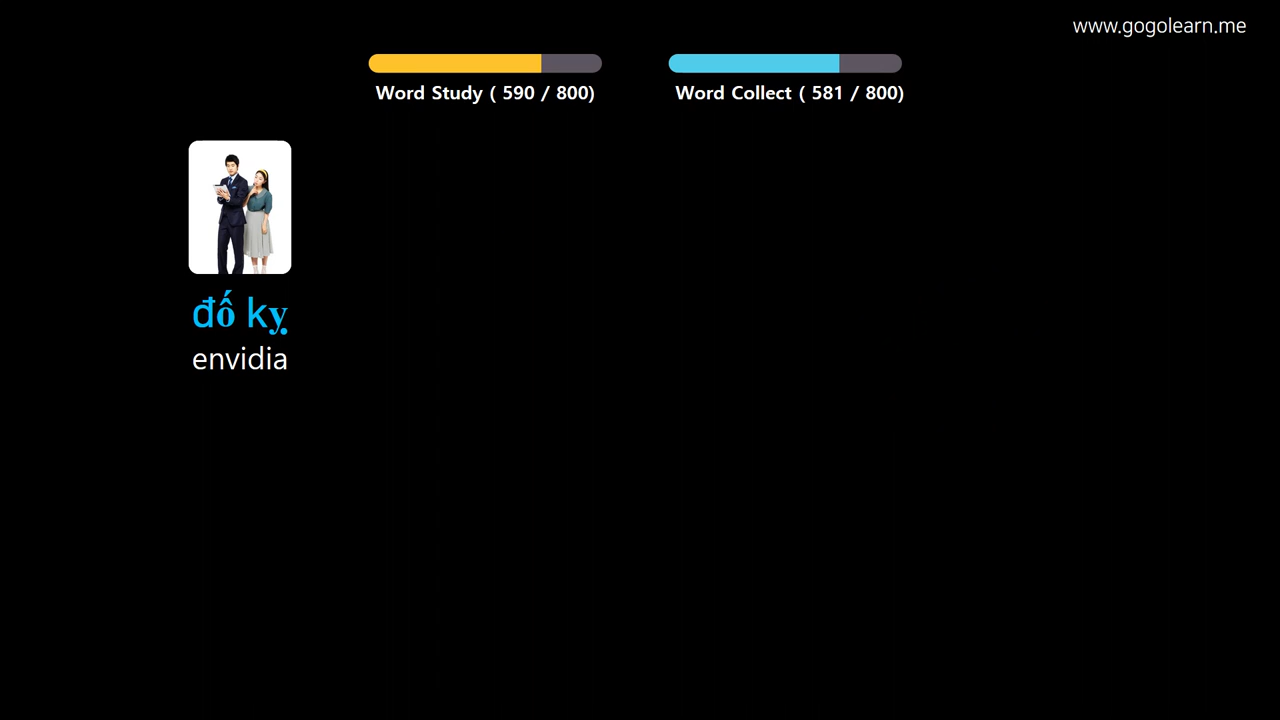 www.gogolearn.me
Word Study ( 590 / 800)
Word Collect ( 581 / 800)
đố kỵ
envidia